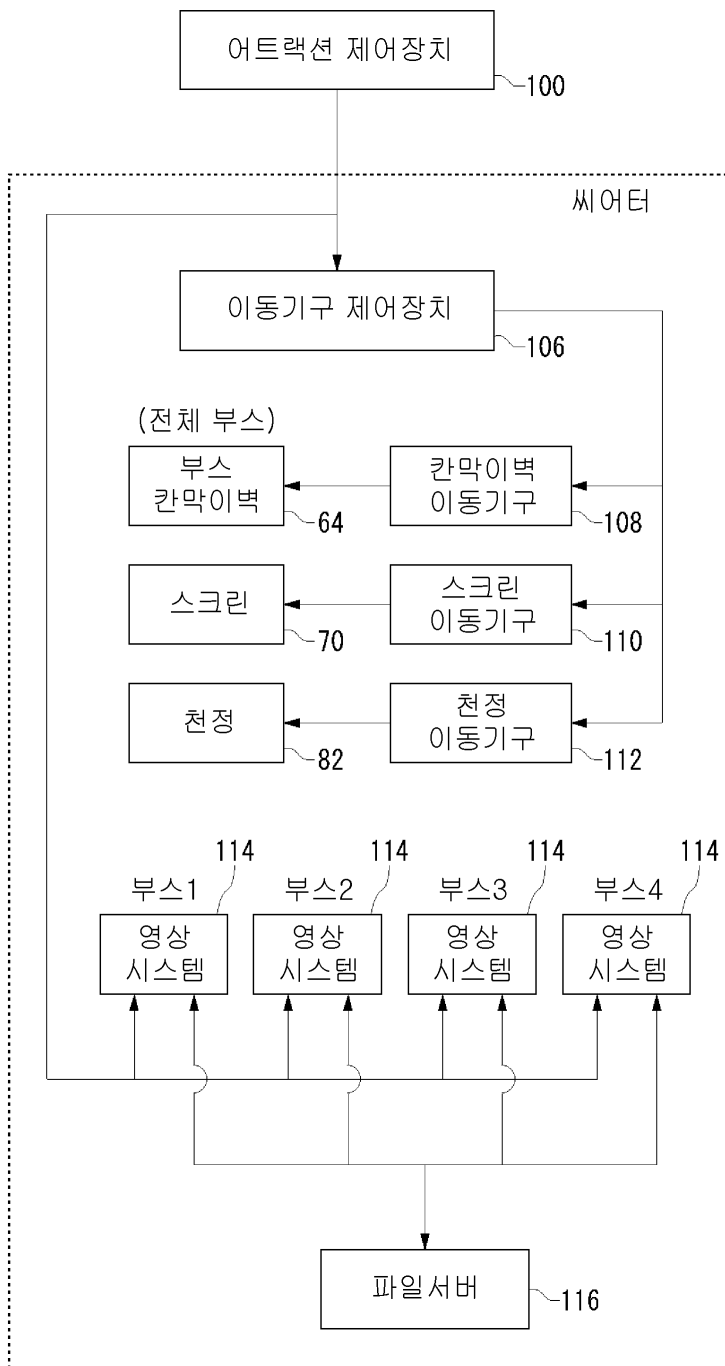 어트랙션 제어장치
100
씨어터
이동기구 제어장치
106
(전체 부스)
부스
칸막이벽
64
칸막이벽
이동기구
108
스크린
70
스크린
이동기구
110
천정
82
천정
이동기구
112
114
114
114
114
부스1
부스2
부스3
부스4
영상
시스템
영상
시스템
영상
시스템
영상
시스템
파일서버
116